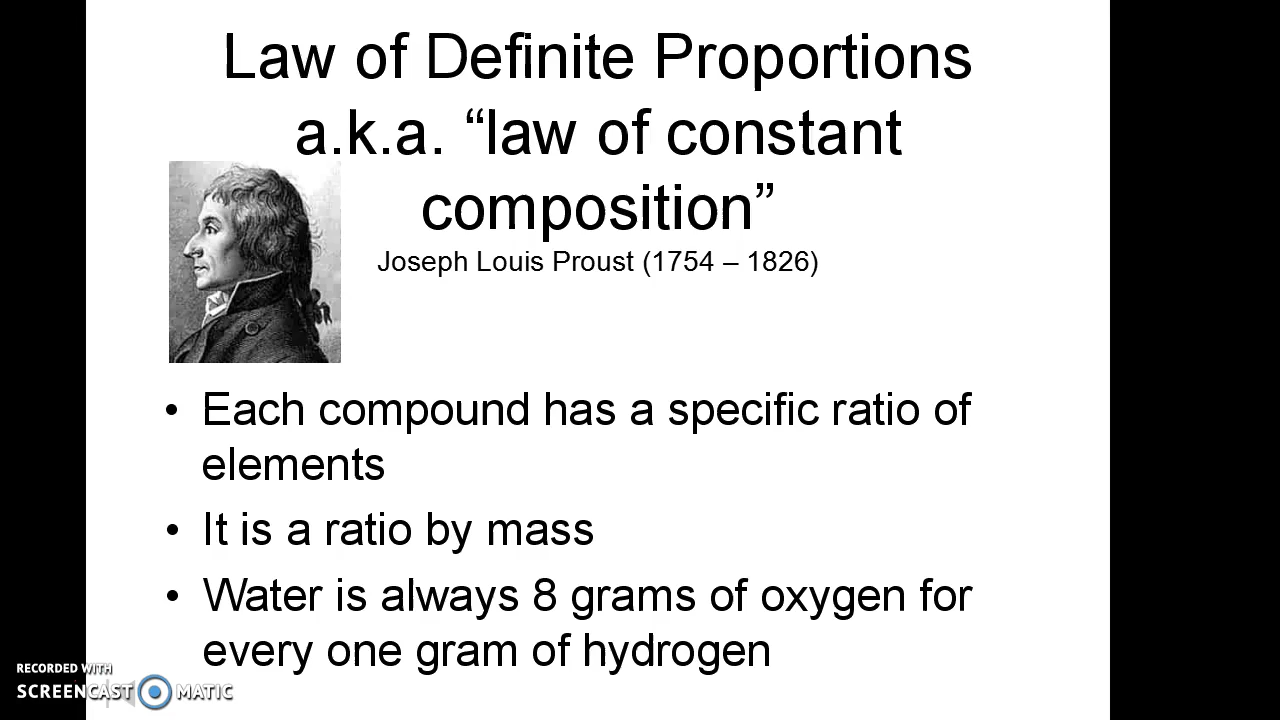 Law of Definite Proportions
a.k.a. “law of constant
composition”
Joseph Louis Proust (1754 – 1826)
• Each compound has a specific ratio of
elements
• It is a ratio by mass
• Water is always 8 grams of oxygen for
every one gram of hydrogen
RECORDED WITH
SCREENCAST MATIC